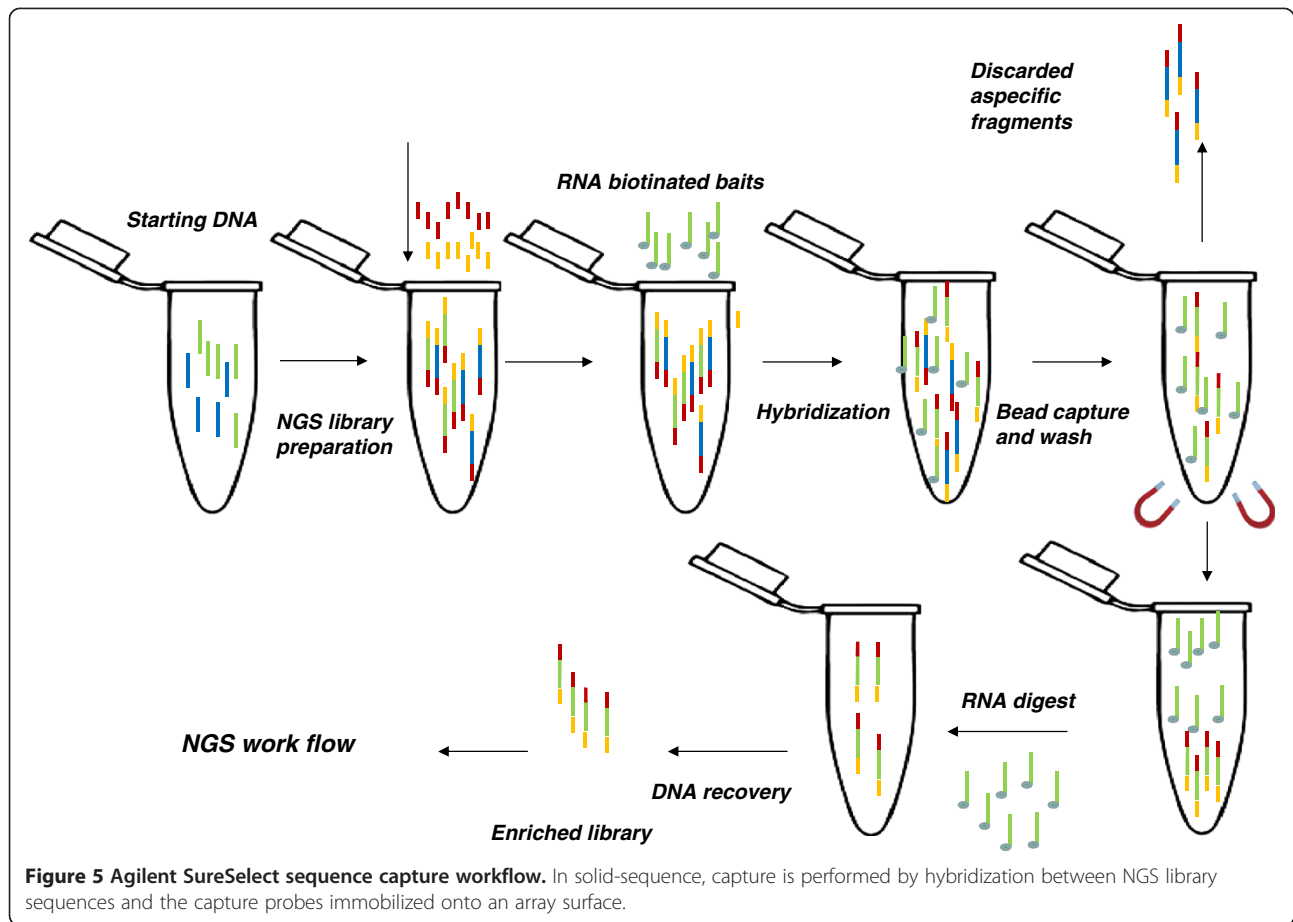 Discarded
aspecific
fragments
RNA biotinated baits
Starting DNA
NGS library
preparation
Hybridization
Bead capture
and wash
RNA digest
NGS work flow
DNA recovery
Enriched library
Figure 5 Agilent SureSelect sequence capture workflow. In solid-sequence, capture is performed by hybridization between NGS library
sequences and the capture probes immobilized onto an array surface.